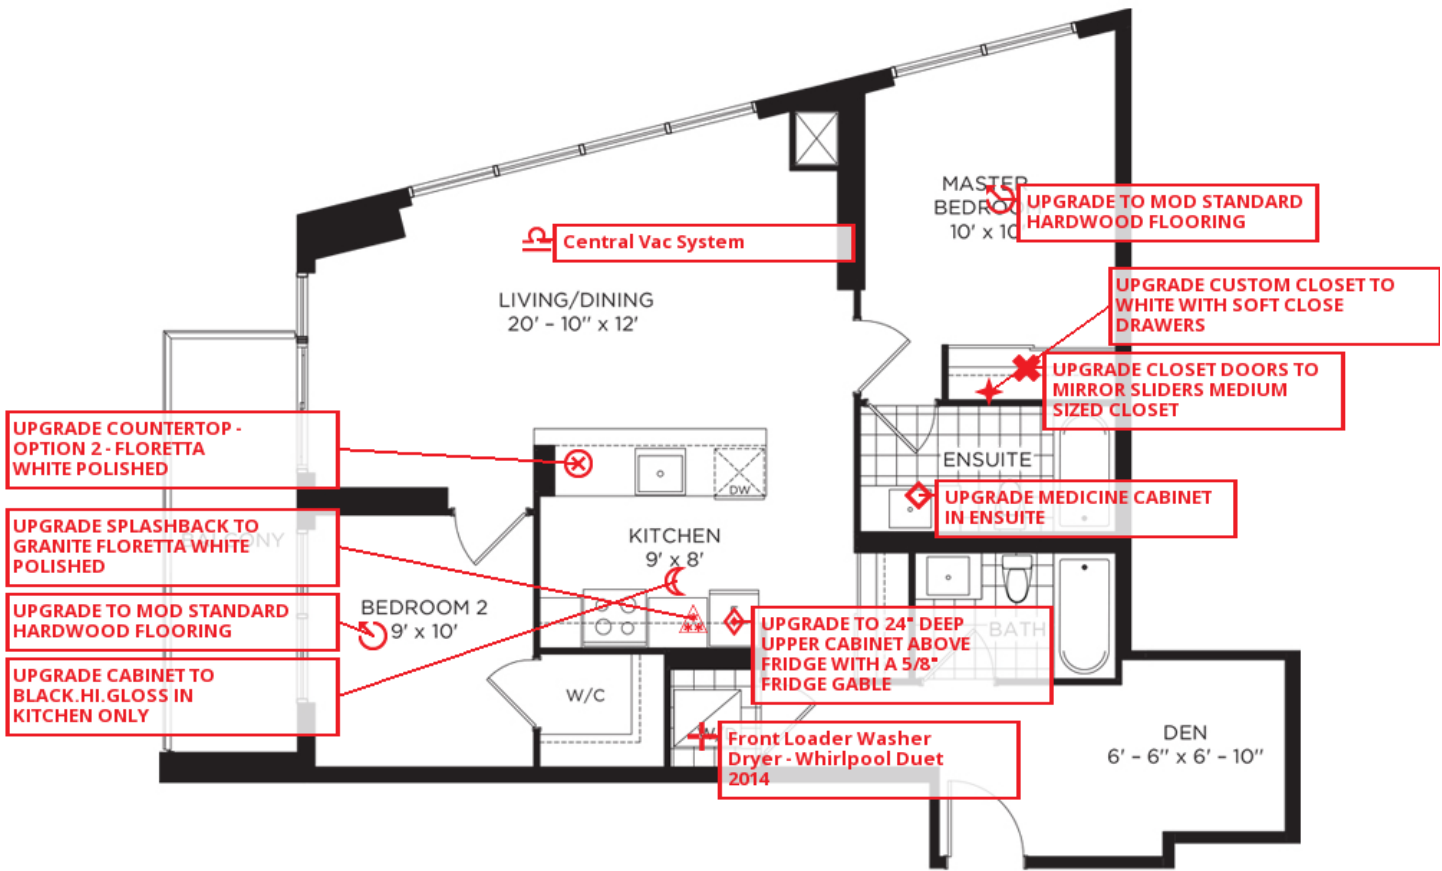 MASTER
BEDROOM
10' x 10'
UPGRADE TO MOD STANDARD
HARDWOOD FLOORING
Central Vac System
UPGRADE CUSTOM CLOSET TO
WHITE WITH SOFT CLOSE
DRAWERS
LIVING/DINING
20' - 10'' x 12'
UPGRADE CLOSET DOORS TO
MIRROR SLIDERS MEDIUM
SIZED CLOSET
UPGRADE COUNTERTOP -
OPTION 2 - FLORETTA
WHITE POLISHED
ENSUITE
DW
UPGRADE MEDICINE CABINET
IN ENSUITE
UPGRADE SPLASHBACK TO
GRANITE FLORETTA WHITE
POLISHED
BALCONY
KITCHEN
9' x 8'
UPGRADE TO MOD STANDARD
HARDWOOD FLOORING
BEDROOM 2
9' x 10'
UPGRADE TO 24" DEEP
UPPER CABINET ABOVE
FRIDGE WITH A 5/8"
FRIDGE GABLE
BATH
UPGRADE CABINET TO
BLACK.HI.GLOSS IN
KITCHEN ONLY
W/C
Front Loader Washer
Dryer - Whirlpool Duet
2014
DEN
6' - 6'' x 6' - 10''